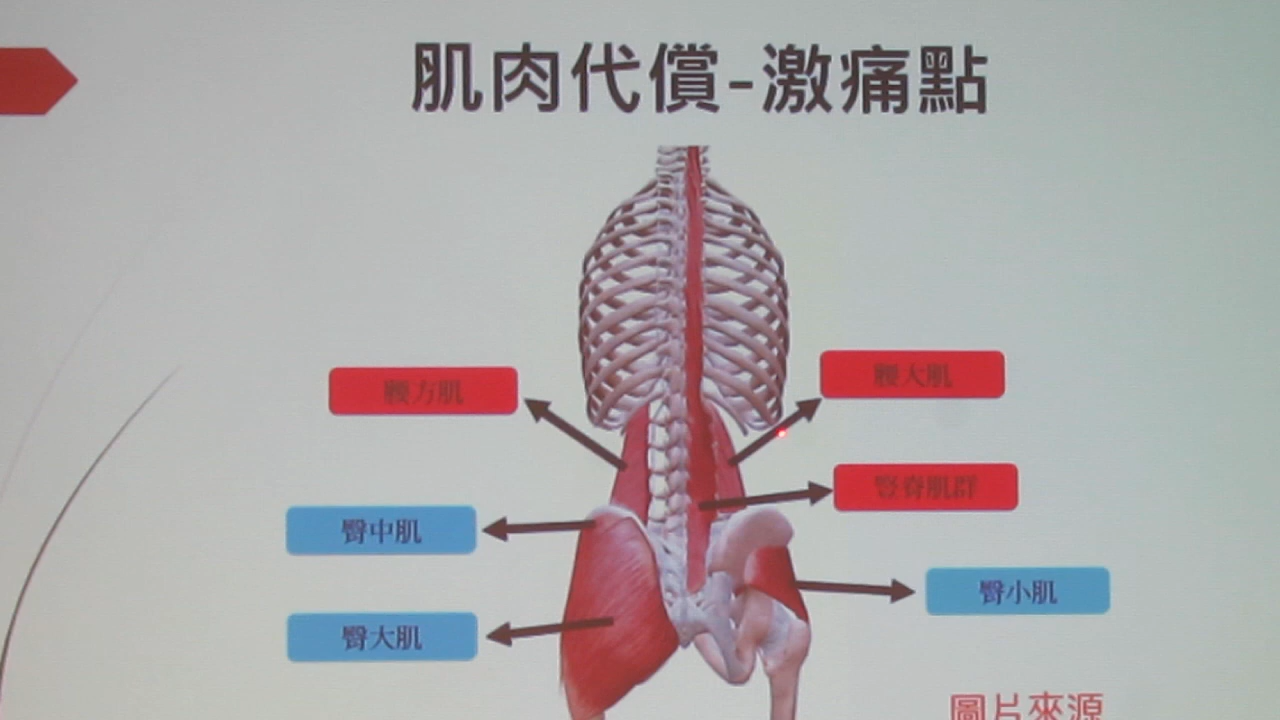 肌肉代償-激痛點
腰方肌
腰大肌
豎脊肌群
臀中肌
臀小肌
臀大肌
圖片來源